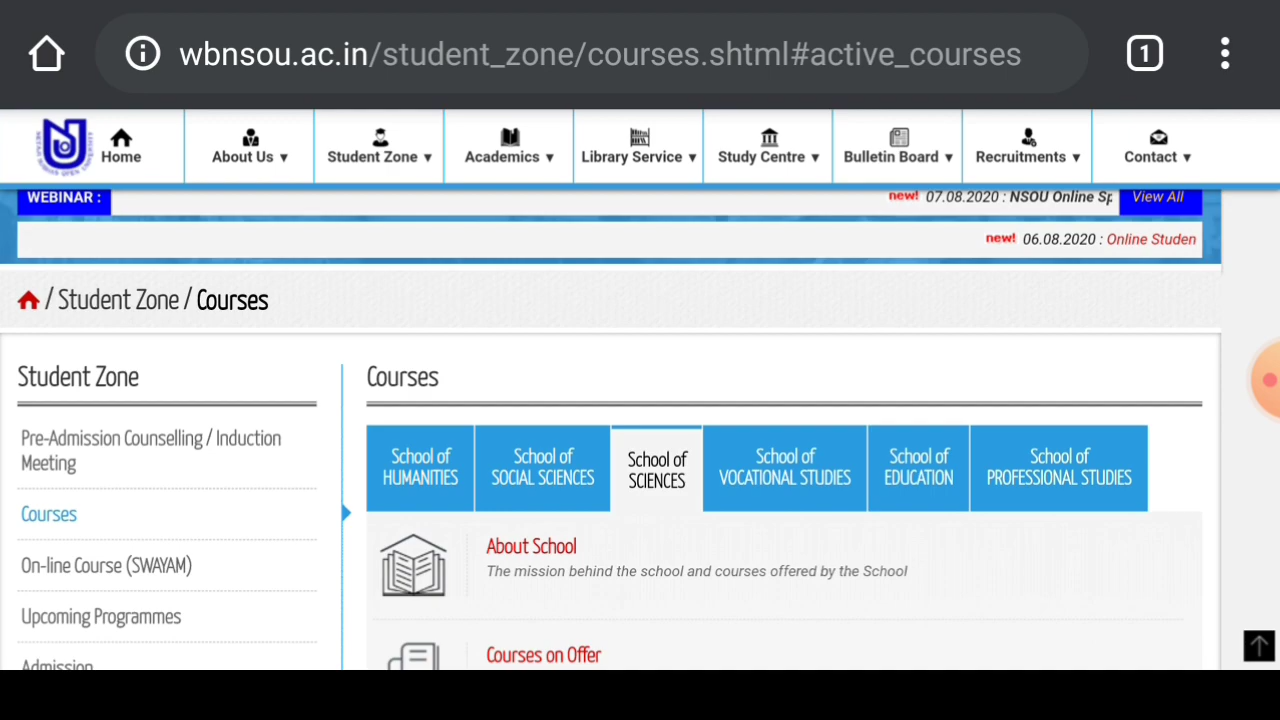 wbnsou.ac.in/student_zone/courses.shtml#active_courses
1
Home
About Us ▾
Student Zone ▾
Academics ▾
Library Service ▾
Study Centre ▾
Bulletin Board ▾
Recruitments ▾
Contact ▾
WEBINAR :
new! 07.08.2020 : NSOU Online Sp
View All
new! 06.08.2020 : Online Studen
/ Student Zone / Courses
Student Zone
Pre-Admission Counselling / Induction
Meeting
Courses
On-line Course (SWAYAM)
Upcoming Programmes
Admission
Courses
School of
HUMANITIES
School of
SOCIAL SCIENCES
School of
SCIENCES
School of
VOCATIONAL STUDIES
School of
EDUCATION
School of
PROFESSIONAL STUDIES
About School
The mission behind the school and courses offered by the School
Courses on Offer